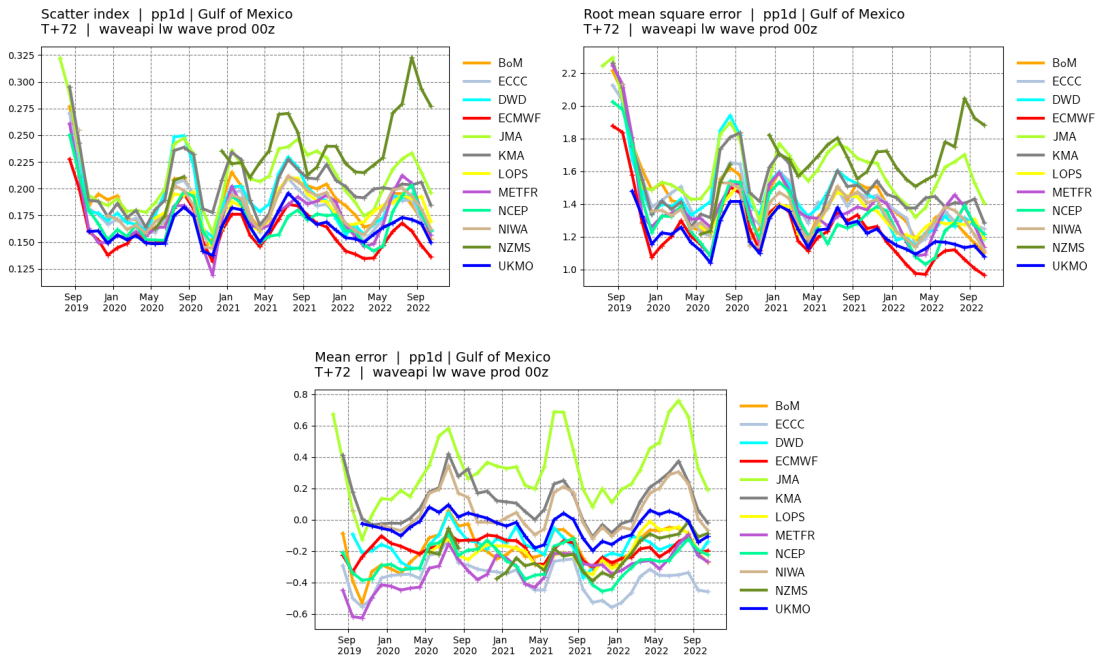 Scatter index | pp1d | Gulf of Mexico
T+72 | waveapi lw wave prod 00z
0.325
0.300
0.275
0.250
0.225
0.200
0.175
0.150
0.125
Sep 2019
Jan 2020
May 2020
Sep 2020
Jan 2021
May 2021
Sep 2021
Jan 2022
May 2022
Sep 2022
BoM
ECCC
DWD
ECMWF
JMA
KMA
LOPS
METFR
NCEP
NIWA
NZMS
UKMO
Root mean square error | pp1d | Gulf of Mexico
T+72 | waveapi lw wave prod 00z
2.2
2.0
1.8
1.6
1.4
1.2
1.0
Sep 2019
Jan 2020
May 2020
Sep 2020
Jan 2021
May 2021
Sep 2021
Jan 2022
May 2022
Sep 2022
BoM
ECCC
DWD
ECMWF
JMA
KMA
LOPS
METFR
NCEP
NIWA
NZMS
UKMO
Mean error | pp1d | Gulf of Mexico
T+72 | waveapi lw wave prod 00z
0.8
0.6
0.4
0.2
0.0
−0.2
−0.4
−0.6
Sep 2019
Jan 2020
May 2020
Sep 2020
Jan 2021
May 2021
Sep 2021
Jan 2022
May 2022
Sep 2022
BoM
ECCC
DWD
ECMWF
JMA
KMA
LOPS
METFR
NCEP
NIWA
NZMS
UKMO